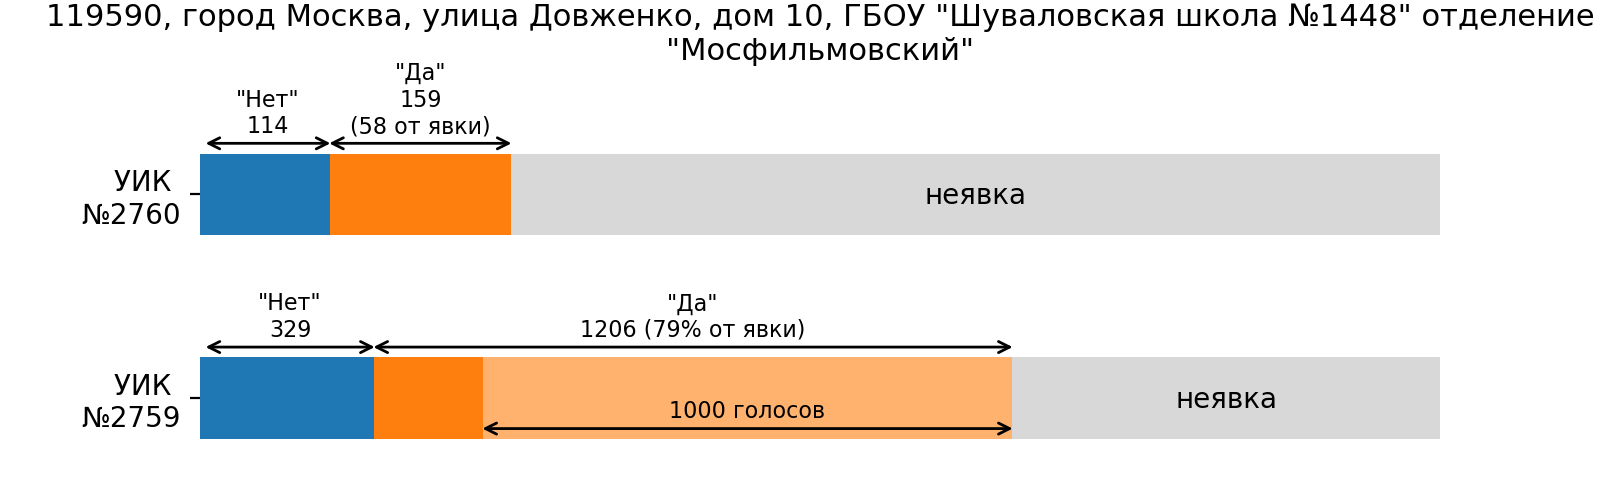 119590, город Москва, улица Довженко, дом 10, ГБОУ "Шуваловская школа №1448" отделение
"Мосфильмовский"
"Нет"
114
"Да"
159
(58 от явки)
УИК
№2760
неявка
"Нет"
329
"Да"
1206 (79% от явки)
УИК
№2759
1000 голосов
неявка